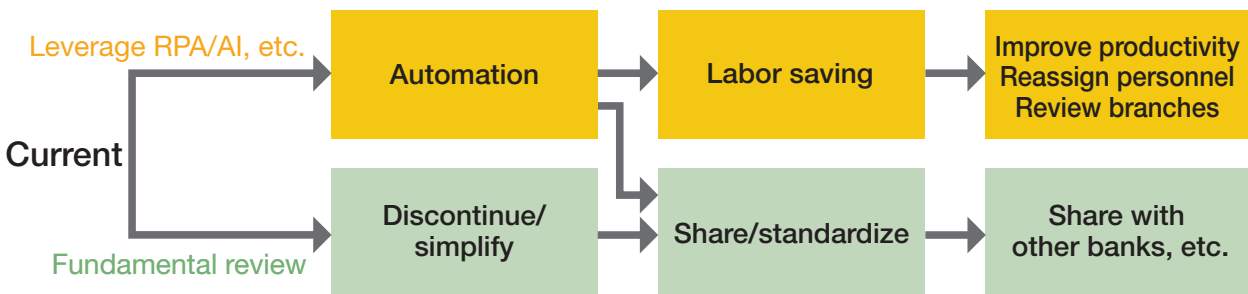 Leverage RPA/AI, etc.
Automation
Labor saving
Improve productivity
Reassign personnel
Review branches
Current
Discontinue/
simplify
Share/standardize
Share with
other banks, etc.
Fundamental review